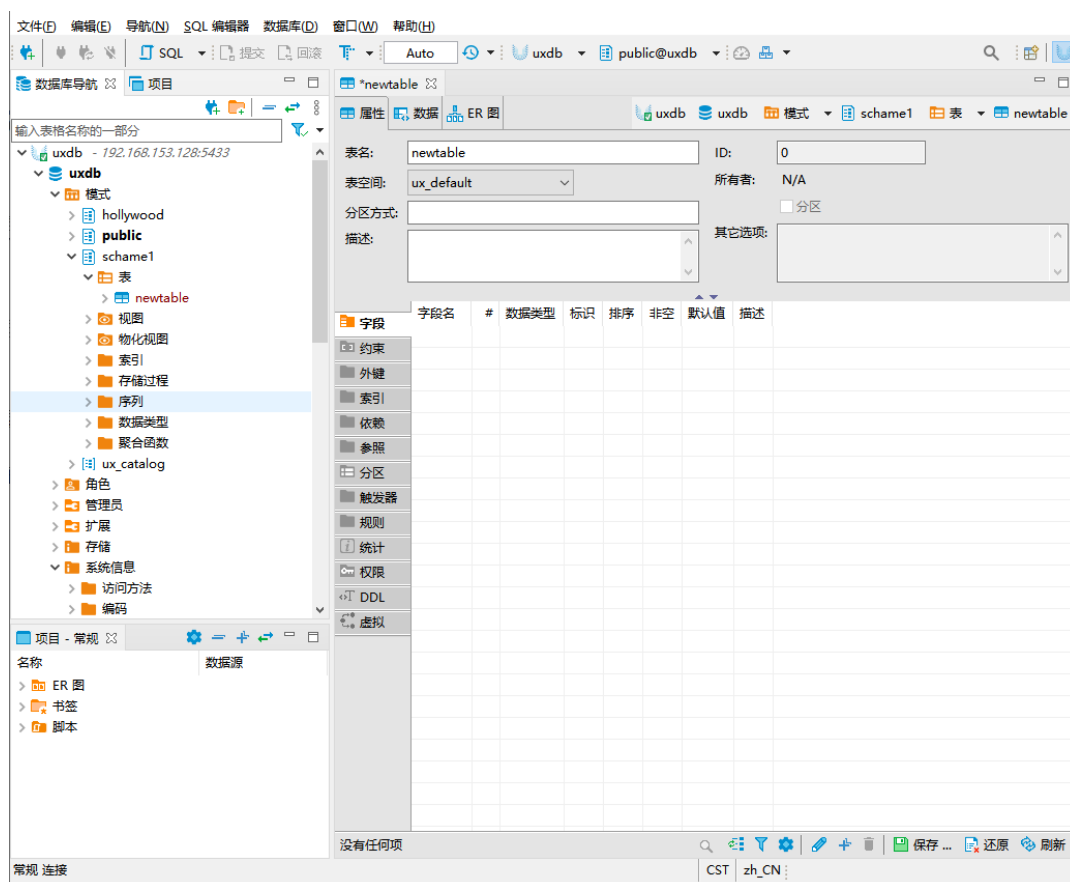 文件(F) 编辑(E) 导航(N) SQL 编辑器 数据库(D) 窗口(W) 帮助(H)
SQL 提交 回滚 T Auto uxdb public@uxdb
数据库导航 项目
*newtable
属性 数据 ER 图 uxdb uxdb 模式 schame1 表 newtable
输入表格名称的一部分
uxdb - 192.168.153.128:5433
uxdb
模式
hollywood
public
schame1
表
newtable
视图
物化视图
索引
存储过程
序列
数据类型
聚合函数
ux_catalog
角色
管理员
扩展
存储
系统信息
访问方法
编码
表名: newtable ID: 0
表空间: ux_default 所有者: N/A
分区方式: 分区
描述: 其它选项:
字段名 # 数据类型 标识 排序 非空 默认值 描述
字段
约束
外键
索引
依赖
参照
分区
触发器
规则
统计
权限
DDL
虚拟
项目 - 常规
名称 数据源
ER 图
书签
脚本
没有任何项 保存 ... 还原 刷新
常规 连接 CST zh_CN